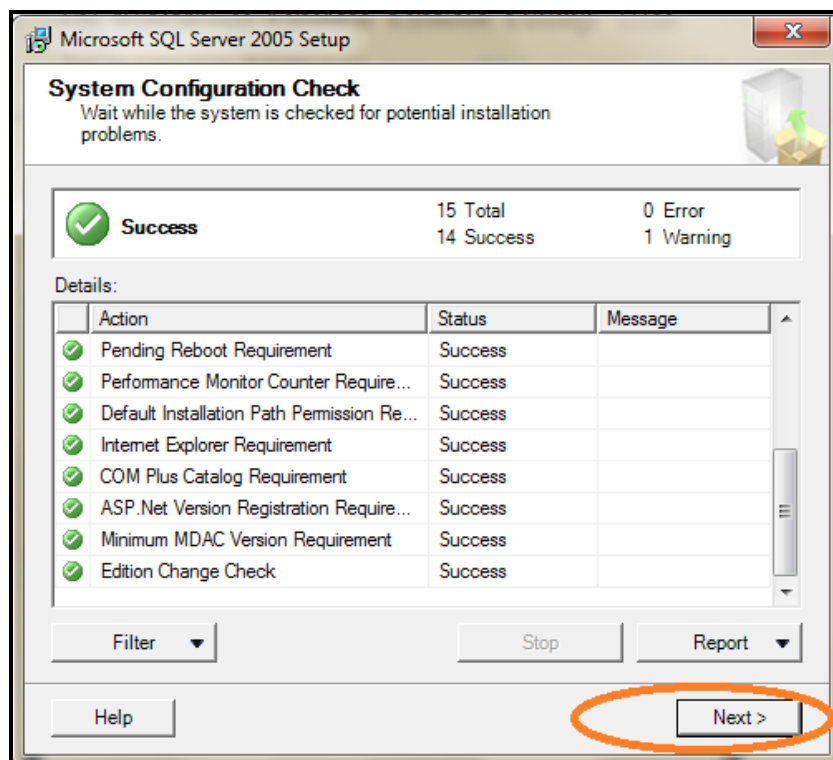 Microsoft SQL Server 2005 Setup
System Configuration Check
Wait while the system is checked for potential installation
problems.
Success
15 Total
0 Error
14 Success
1 Warning
Details:
Action Status Message
Pending Reboot Requirement Success
Performance Monitor Counter Require... Success
Default Installation Path Permission Re... Success
Internet Explorer Requirement Success
COM Plus Catalog Requirement Success
ASP.Net Version Registration Require... Success
Minimum MDAC Version Requirement Success
Edition Change Check Success
Filter Stop Report
Help Next >